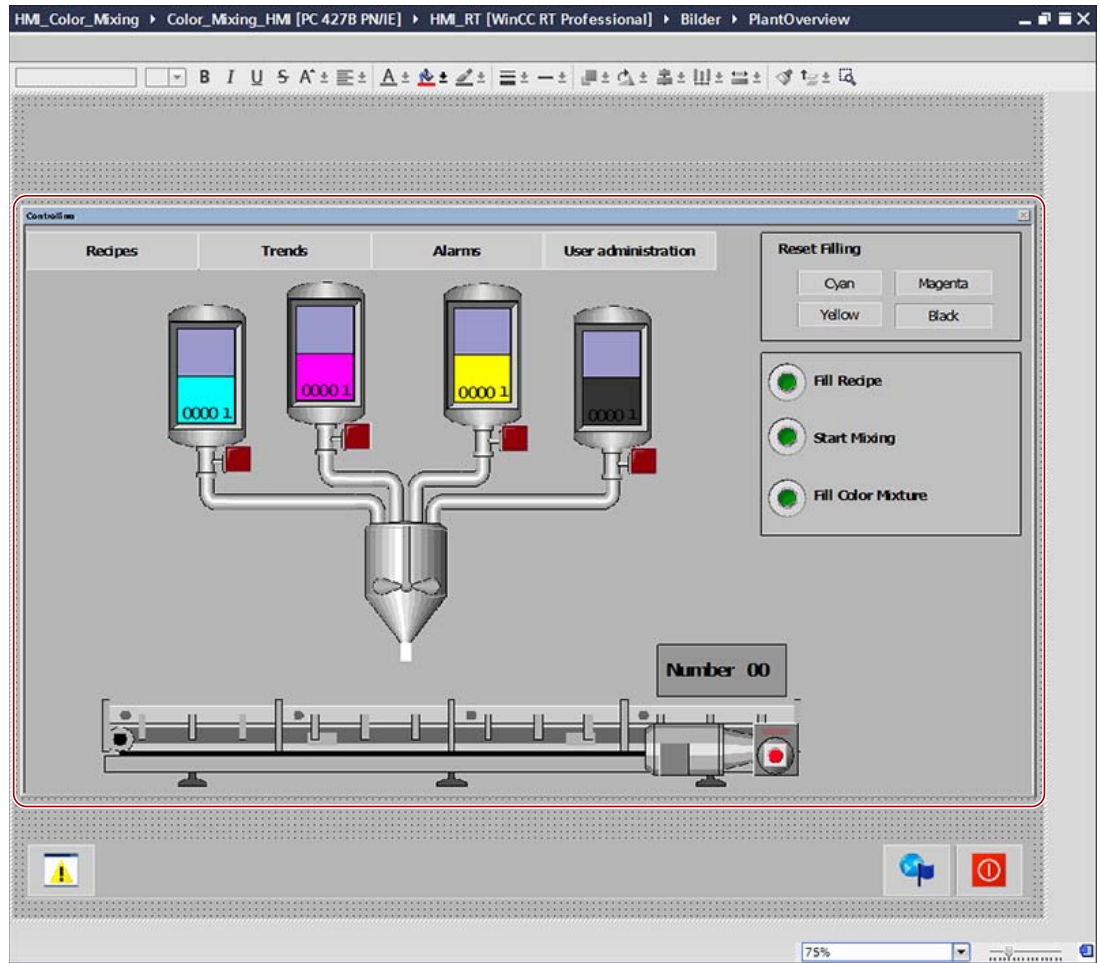 HMI_Color_Mixing ▸ Color_Mixing_HMI [PC 427B PN/IE] ▸ HMI_RT [WinCC RT Professional] ▸ Bilder ▸ PlantOverview
B I U S A A
Controlling
Recipes Trends Alarms User administration
Reset Filling
Cyan Magenta
Yellow Black
0000 1 0000 1 0000 1 0000 1
Fill Recipe
Start Mixing
Fill Color Mixture
Number 00
75%